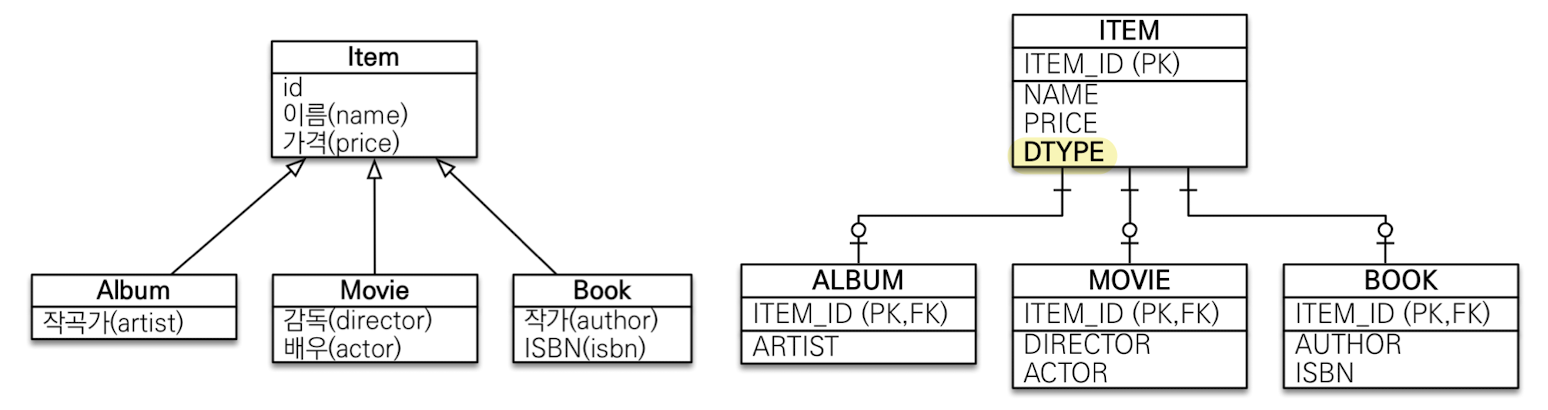 Item
id
이름(name)
가격(price)
Album
작곡가(artist)
Movie
감독(director)
배우(actor)
Book
작가(author)
ISBN(isbn)
ITEM
ITEM_ID (PK)
NAME
PRICE
DTYPE
ALBUM
ITEM_ID (PK,FK)
ARTIST
MOVIE
ITEM_ID (PK,FK)
DIRECTOR
ACTOR
BOOK
ITEM_ID (PK,FK)
AUTHOR
ISBN